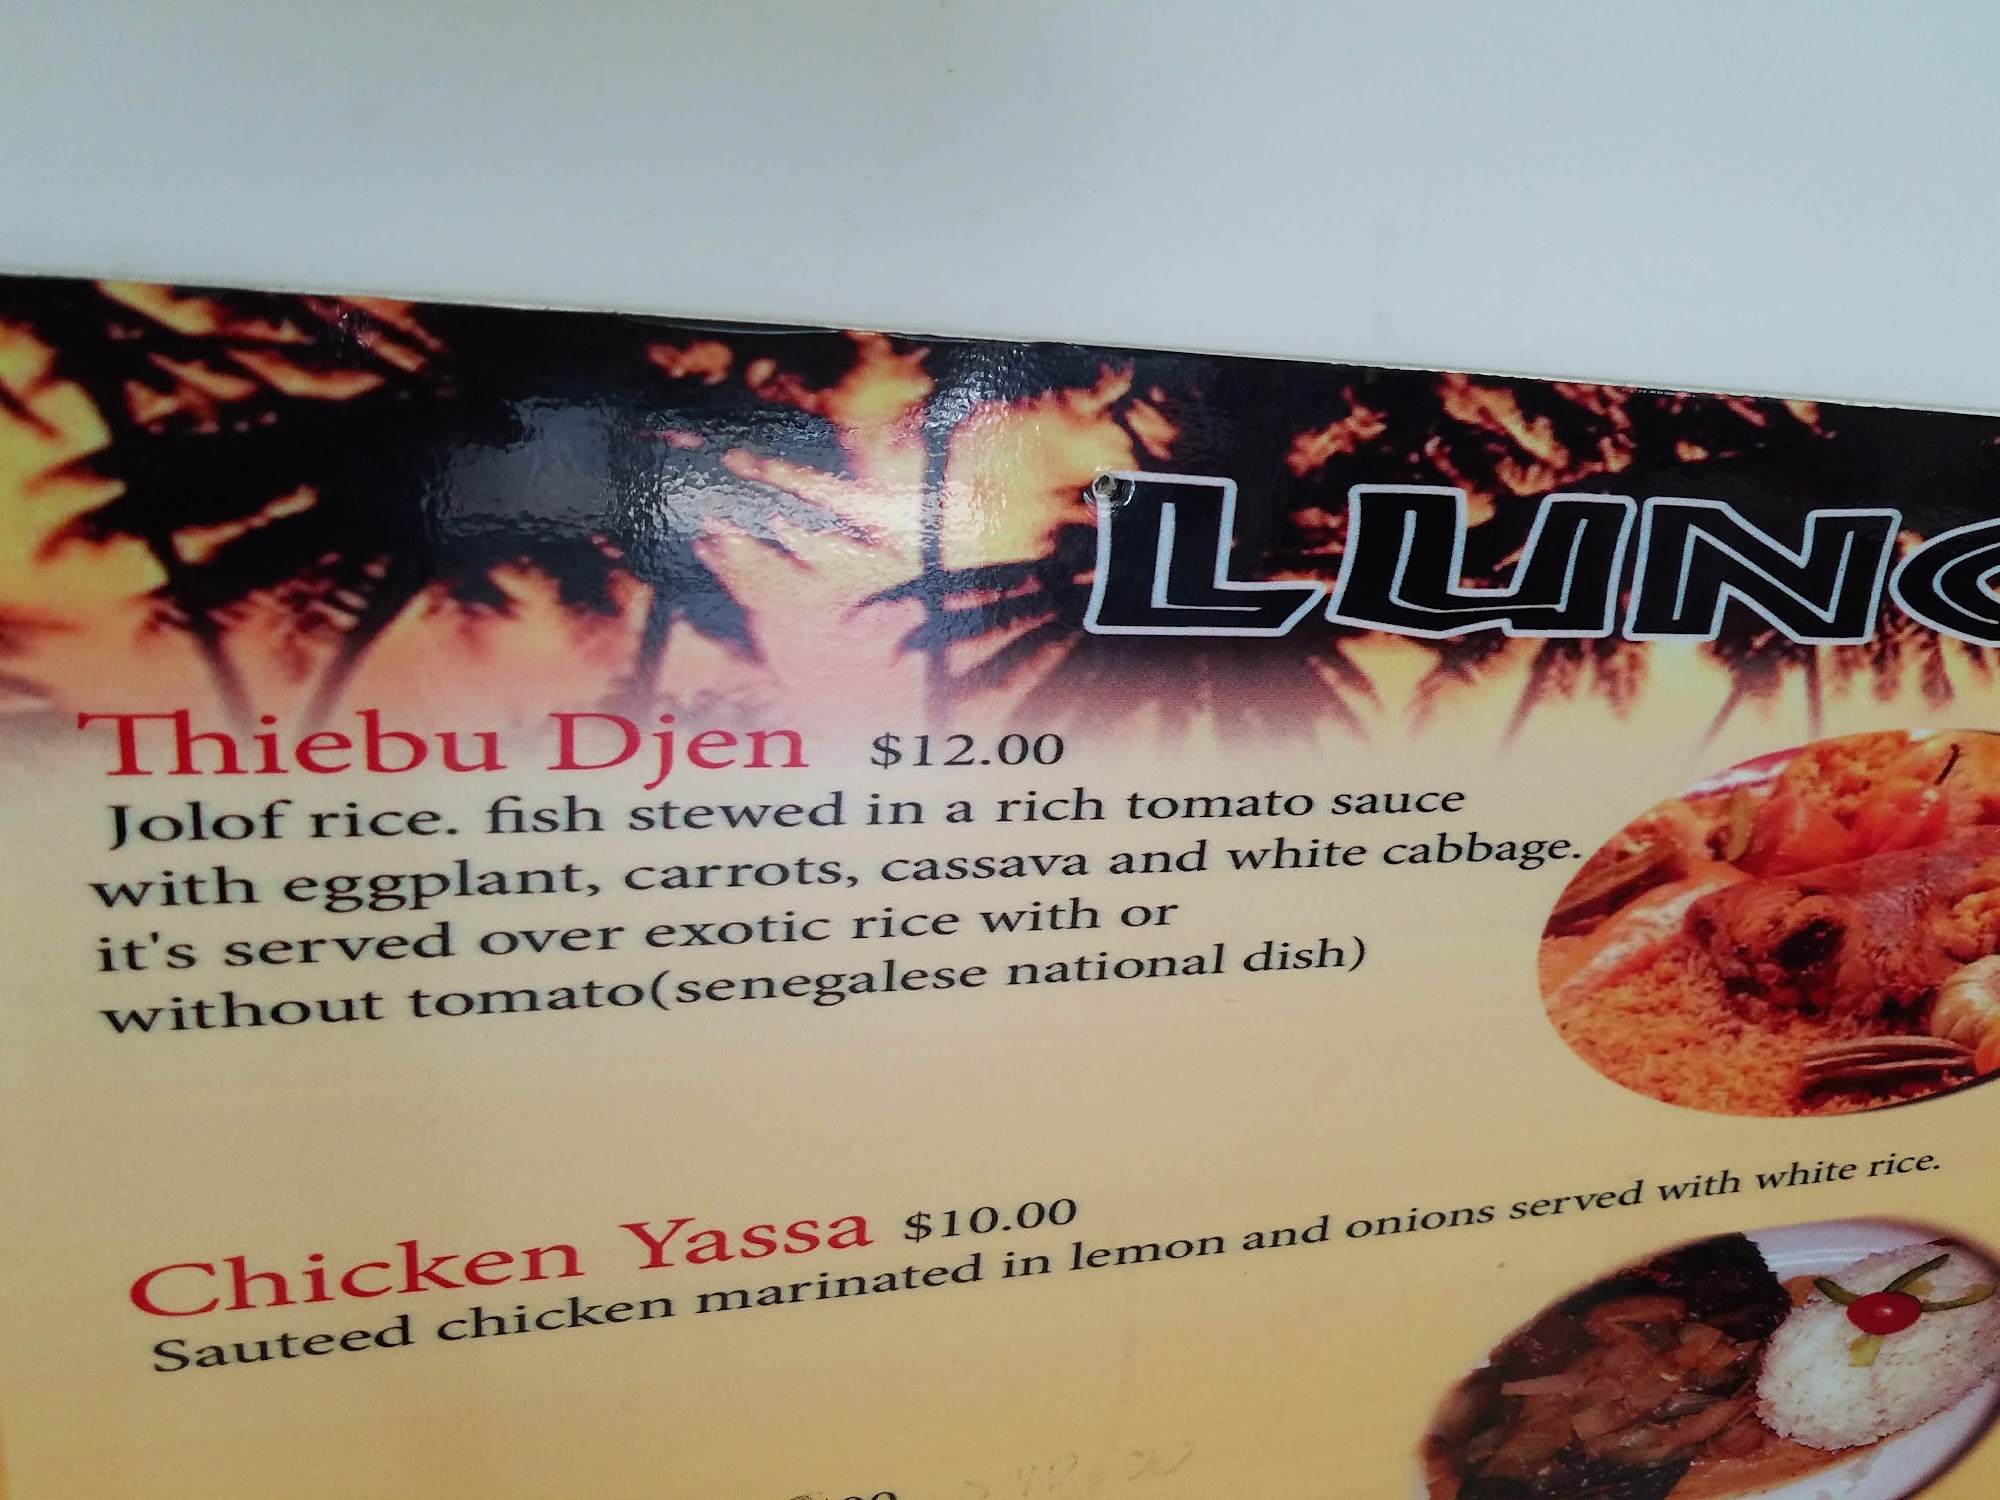 LUNC
Thiebu Djen $12.00
Jolof rice. fish stewed in a rich tomato sauce
with eggplant, carrots, cassava and white cabbage.
it's served over exotic rice with or
without tomato(senegalese national dish)
Chicken Yassa $10.00
Sauteed chicken marinated in lemon and onions served with white rice.